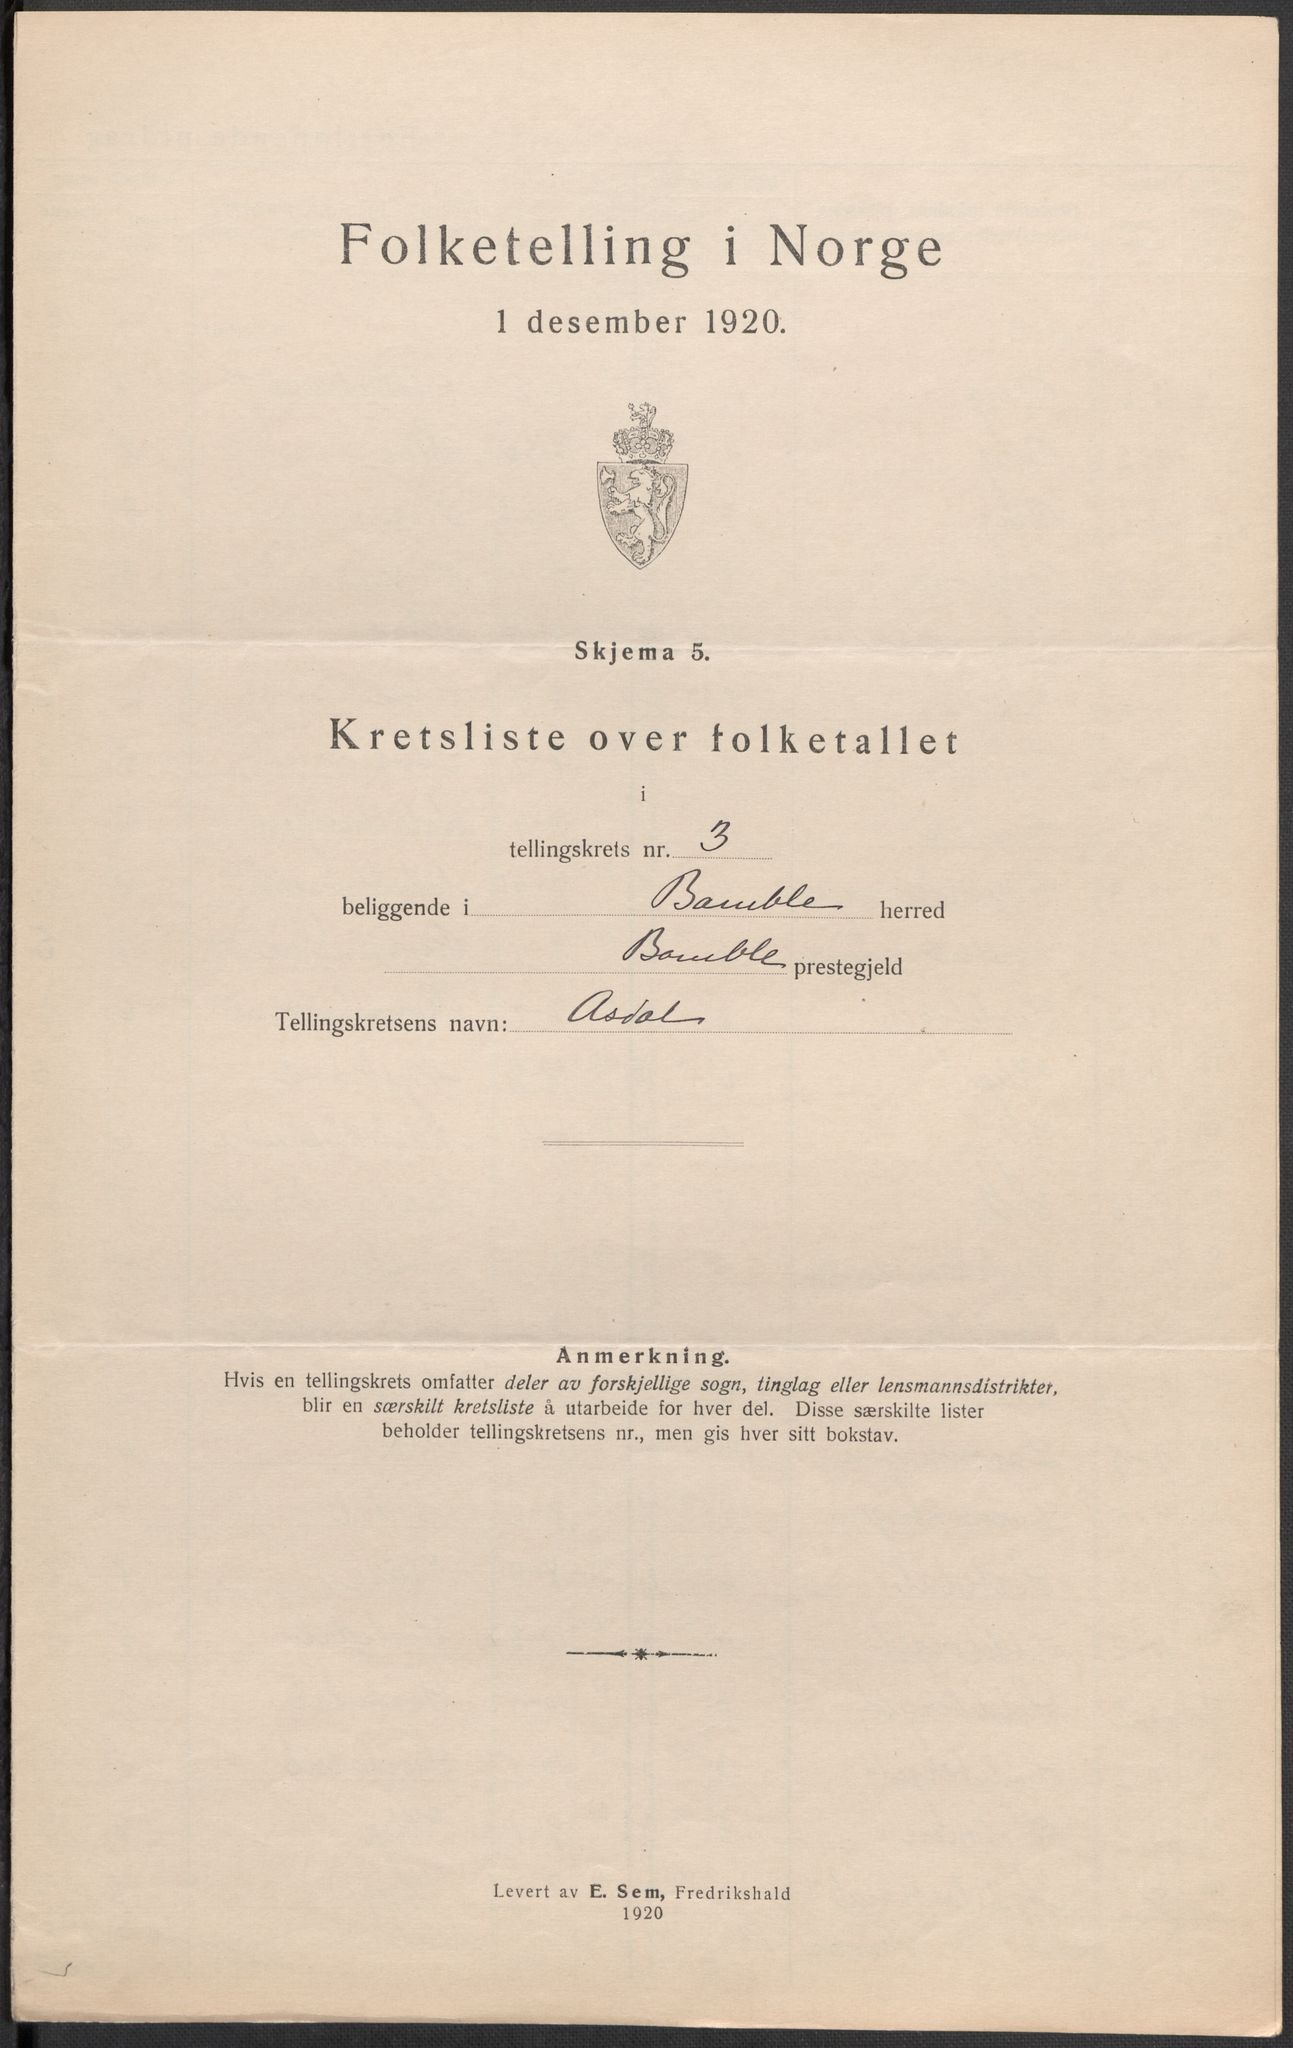 Folketelling i Norge
1 desember 1920.
Skjema 5.
Kretsliste over folketallet
i
tellingskrets nr. 3
beliggende i Bamble herred
Bamble prestegjeld
Tellingskretsens navn: Asdal
Anmerkning.
Hvis en tellingskrets omfatter deler av forskjellige sogn, tinglag eller lensmannsdistrikter,
blir en særskilt kretsliste å utarbeide for hver del. Disse særskilte lister
beholder tellingskretsens nr., men gis hver sitt bokstav.
Levert av E. Sem, Fredrikshald
1920